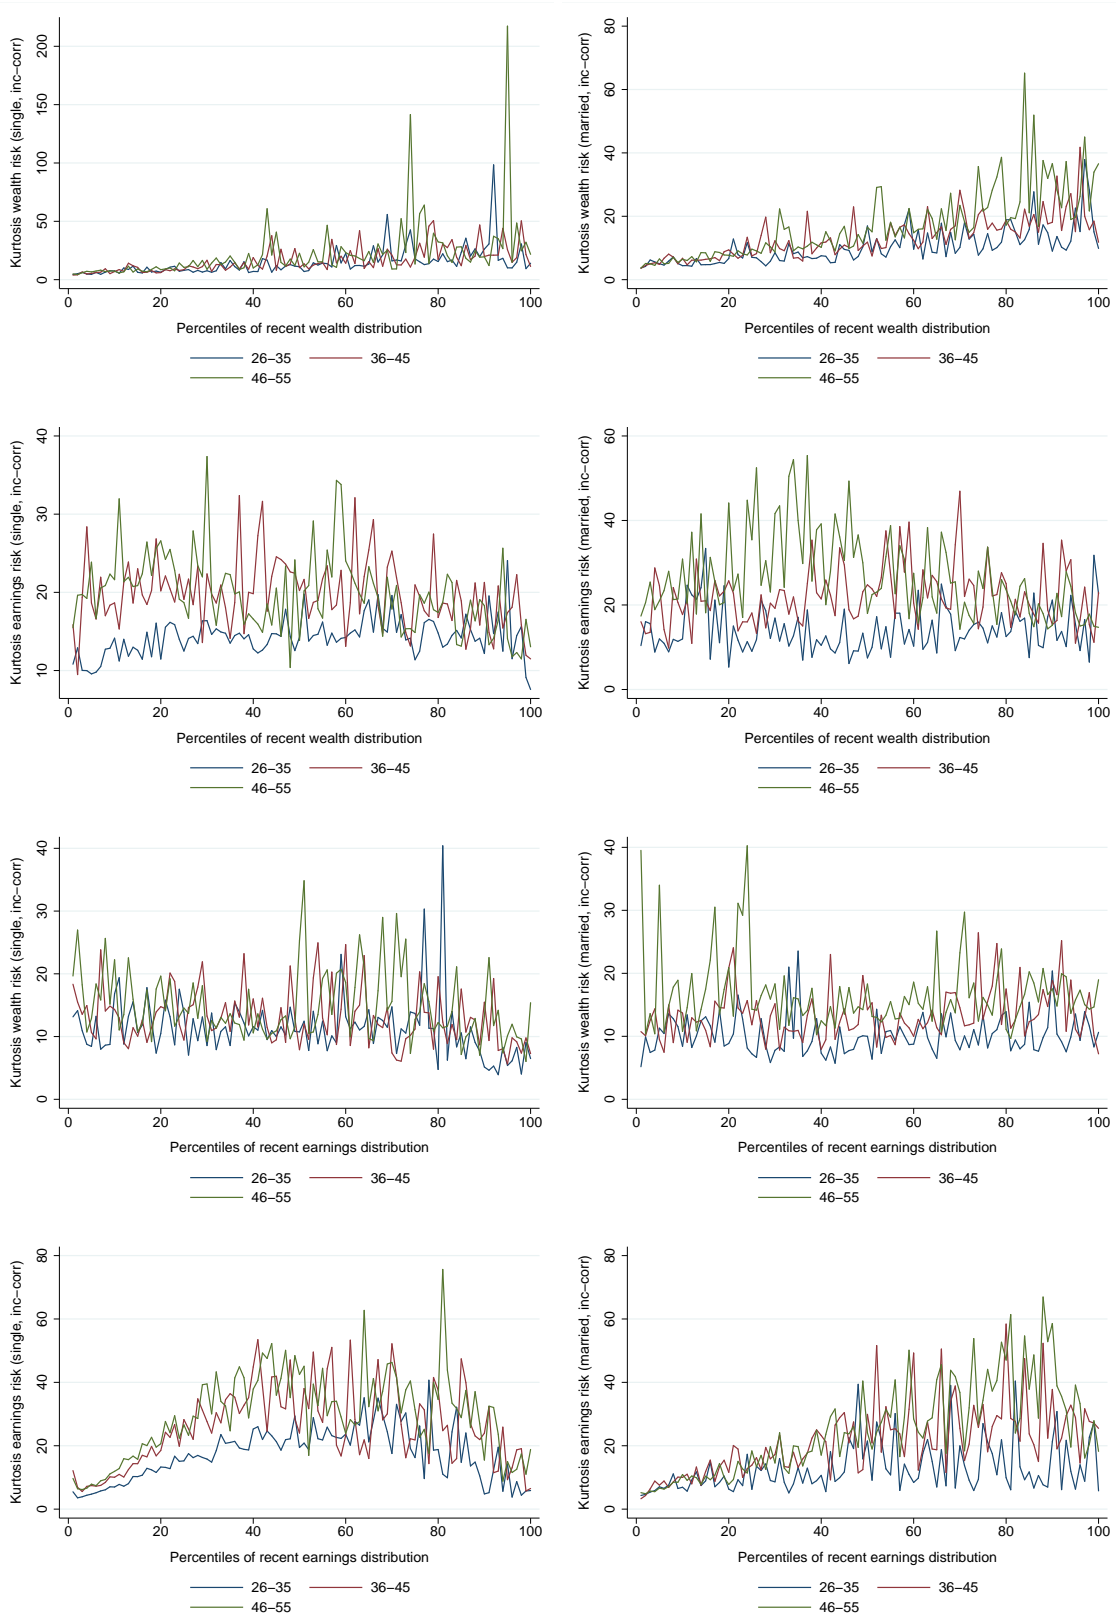 Kurtosis wealth risk (single, inc−corr)
0 50 100 150 200
0 20 40 60 80 100
Percentiles of recent wealth distribution
26−35 36−45
46−55
Kurtosis wealth risk (married, inc−corr)
0 20 40 60 80
0 20 40 60 80 100
Percentiles of recent wealth distribution
26−35 36−45
46−55
Kurtosis earnings risk (single, inc−corr)
10 20 30 40
0 20 40 60 80 100
Percentiles of recent wealth distribution
26−35 36−45
46−55
Kurtosis earnings risk (married, inc−corr)
0 20 40 60
0 20 40 60 80 100
Percentiles of recent wealth distribution
26−35 36−45
46−55
Kurtosis wealth risk (single, inc−corr)
0 10 20 30 40
0 20 40 60 80 100
Percentiles of recent earnings distribution
26−35 36−45
46−55
Kurtosis wealth risk (married, inc−corr)
0 10 20 30 40
0 20 40 60 80 100
Percentiles of recent earnings distribution
26−35 36−45
46−55
Kurtosis earnings risk (single, inc−corr)
0 20 40 60 80
0 20 40 60 80 100
Percentiles of recent earnings distribution
26−35 36−45
46−55
Kurtosis earnings risk (married, inc−corr)
0 20 40 60 80
0 20 40 60 80 100
Percentiles of recent earnings distribution
26−35 36−45
46−55